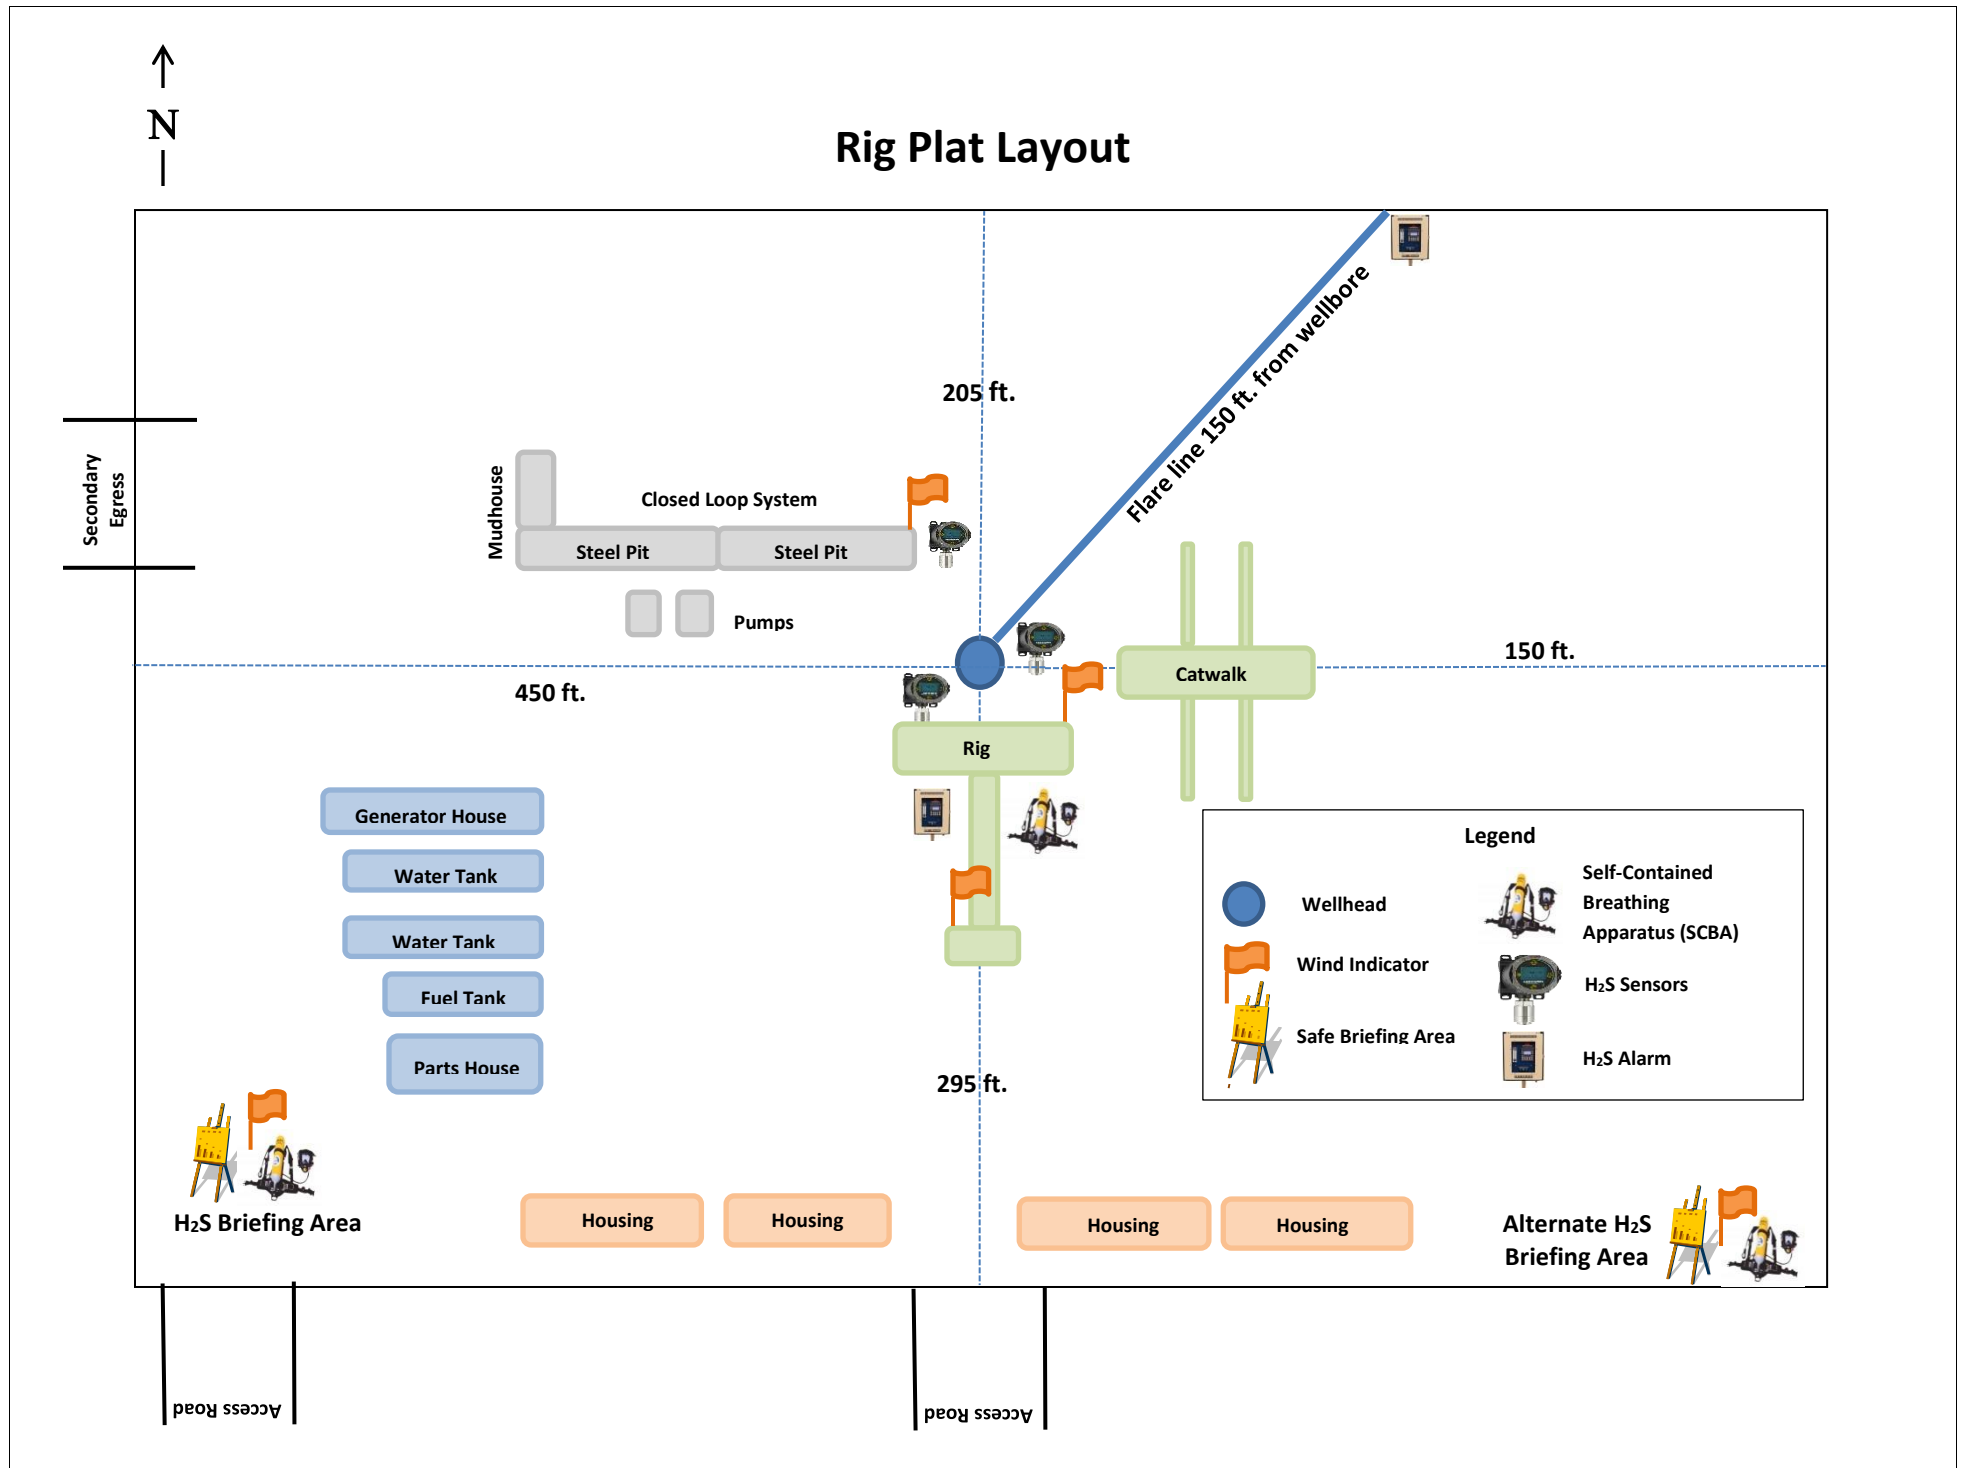 N
Rig Plat Layout
Flare line 150 ft. from wellbore
205 ft.
Secondary
Egress
Mudhouse
Closed Loop System
Steel Pit
Steel Pit
Pumps
450 ft.
150 ft.
Catwalk
Rig
Generator House
Water Tank
Water Tank
Fuel Tank
Parts House
295 ft.
Legend
Wellhead
Wind Indicator
Safe Briefing Area
Self-Contained
Breathing
Apparatus (SCBA)
H2S Sensors
H2S Alarm
H2S Briefing Area
Housing
Housing
Housing
Housing
Alternate H2S
Briefing Area
Access Road
Access Road